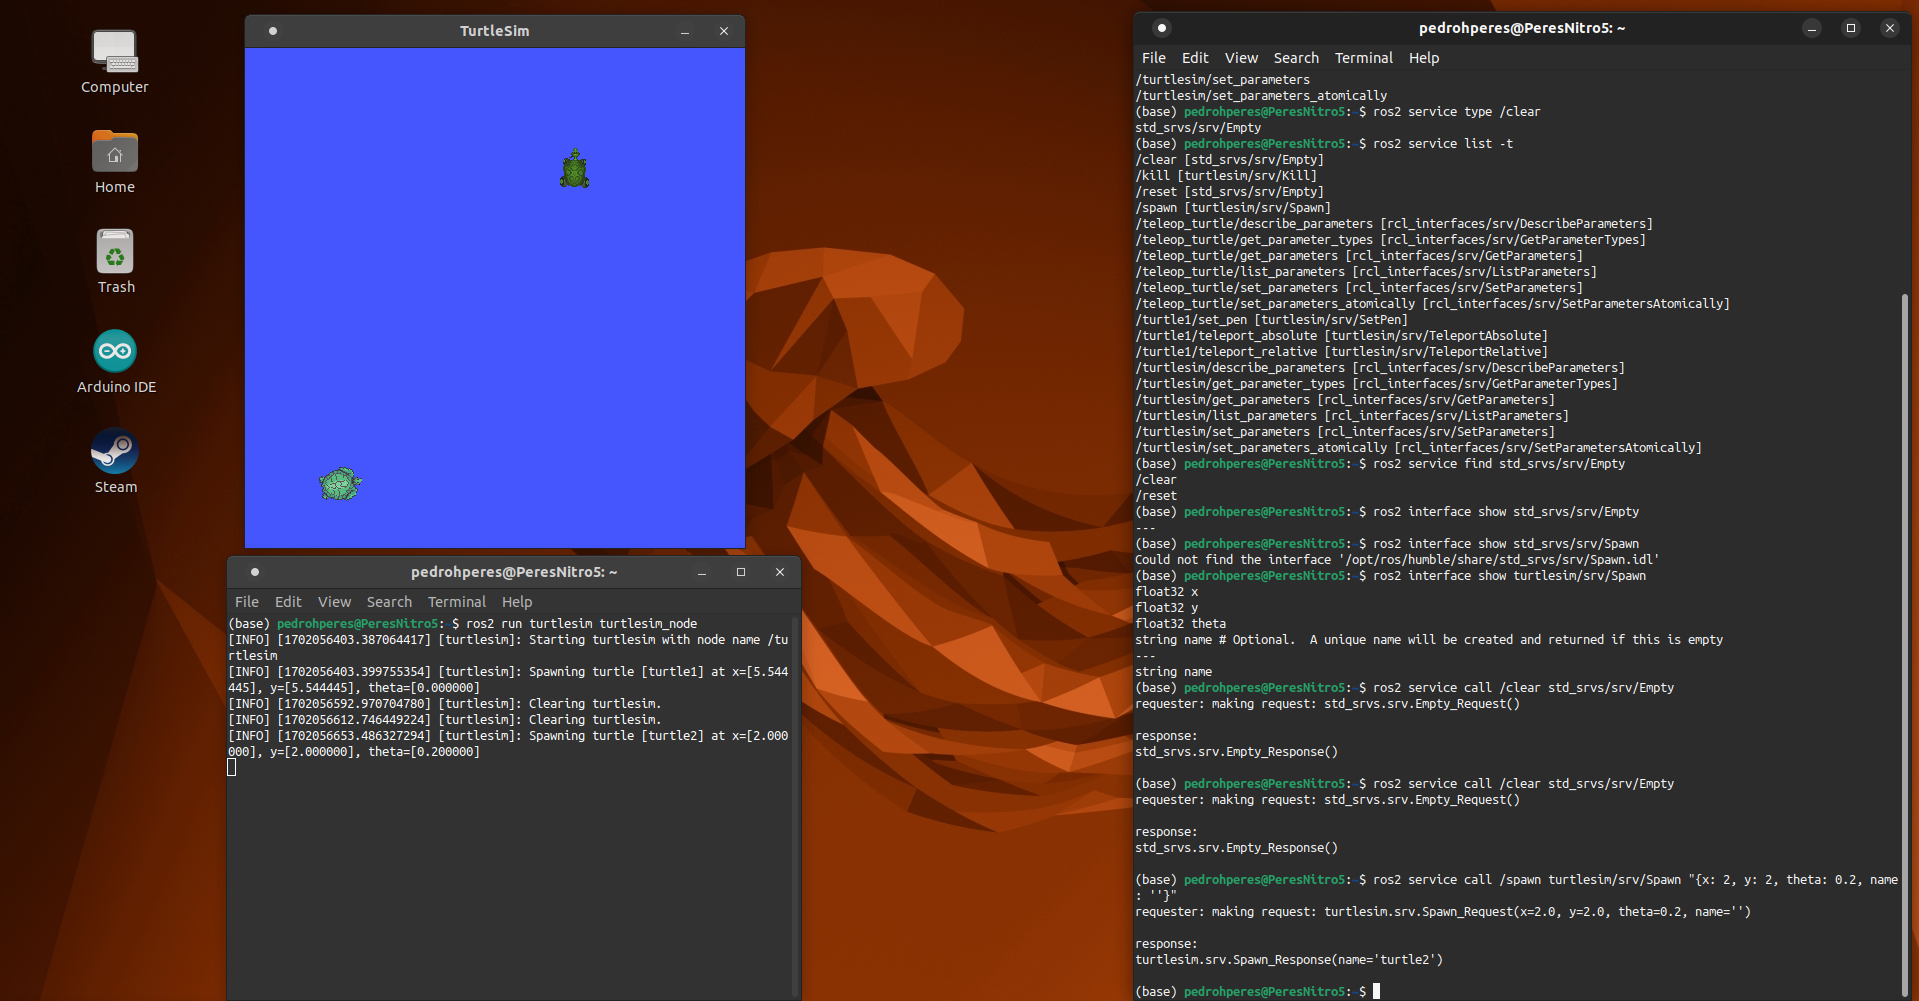 Computer
Home
Trash
Arduino IDE
Steam
TurtleSim
pedrohperes@PeresNitro5: ~
File Edit View Search Terminal Help
(base) pedrohperes@PeresNitro5:~$ ros2 run turtlesim turtlesim_node
[INFO] [1702056403.387064417] [turtlesim]: Starting turtlesim with node name /tu
rtlesim
[INFO] [1702056403.399755354] [turtlesim]: Spawning turtle [turtle1] at x=[5.544
445], y=[5.544445], theta=[0.000000]
[INFO] [1702056592.970704780] [turtlesim]: Clearing turtlesim.
[INFO] [1702056612.746449224] [turtlesim]: Clearing turtlesim.
[INFO] [1702056653.486327294] [turtlesim]: Spawning turtle [turtle2] at x=[2.000
000], y=[2.000000], theta=[0.200000]
pedrohperes@PeresNitro5: ~
File Edit View Search Terminal Help
/turtlesim/set_parameters
/turtlesim/set_parameters_atomically
(base) pedrohperes@PeresNitro5:~$ ros2 service type /clear
std_srvs/srv/Empty
(base) pedrohperes@PeresNitro5:~$ ros2 service list -t
/clear [std_srvs/srv/Empty]
/kill [turtlesim/srv/Kill]
/reset [std_srvs/srv/Empty]
/spawn [turtlesim/srv/Spawn]
/teleop_turtle/describe_parameters [rcl_interfaces/srv/DescribeParameters]
/teleop_turtle/get_parameter_types [rcl_interfaces/srv/GetParameterTypes]
/teleop_turtle/get_parameters [rcl_interfaces/srv/GetParameters]
/teleop_turtle/list_parameters [rcl_interfaces/srv/ListParameters]
/teleop_turtle/set_parameters [rcl_interfaces/srv/SetParameters]
/teleop_turtle/set_parameters_atomically [rcl_interfaces/srv/SetParametersAtomically]
/turtle1/set_pen [turtlesim/srv/SetPen]
/turtle1/teleport_absolute [turtlesim/srv/TeleportAbsolute]
/turtle1/teleport_relative [turtlesim/srv/TeleportRelative]
/turtlesim/describe_parameters [rcl_interfaces/srv/DescribeParameters]
/turtlesim/get_parameter_types [rcl_interfaces/srv/GetParameterTypes]
/turtlesim/get_parameters [rcl_interfaces/srv/GetParameters]
/turtlesim/list_parameters [rcl_interfaces/srv/ListParameters]
/turtlesim/set_parameters [rcl_interfaces/srv/SetParameters]
/turtlesim/set_parameters_atomically [rcl_interfaces/srv/SetParametersAtomically]
(base) pedrohperes@PeresNitro5:~$ ros2 service find std_srvs/srv/Empty
/clear
/reset
(base) pedrohperes@PeresNitro5:~$ ros2 interface show std_srvs/srv/Empty
---
(base) pedrohperes@PeresNitro5:~$ ros2 interface show std_srvs/srv/Spawn
Could not find the interface '/opt/ros/humble/share/std_srvs/srv/Spawn.idl'
(base) pedrohperes@PeresNitro5:~$ ros2 interface show turtlesim/srv/Spawn
float32 x
float32 y
float32 theta
string name # Optional.  A unique name will be created and returned if this is empty
---
string name
(base) pedrohperes@PeresNitro5:~$ ros2 service call /clear std_srvs/srv/Empty
requester: making request: std_srvs.srv.Empty_Request()
response:
std_srvs.srv.Empty_Response()
(base) pedrohperes@PeresNitro5:~$ ros2 service call /clear std_srvs/srv/Empty
requester: making request: std_srvs.srv.Empty_Request()
response:
std_srvs.srv.Empty_Response()
(base) pedrohperes@PeresNitro5:~$ ros2 service call /spawn turtlesim/srv/Spawn "{x: 2, y: 2, theta: 0.2, name
: ''}"
requester: making request: turtlesim.srv.Spawn_Request(x=2.0, y=2.0, theta=0.2, name='')
response:
turtlesim.srv.Spawn_Response(name='turtle2')
(base) pedrohperes@PeresNitro5:~$